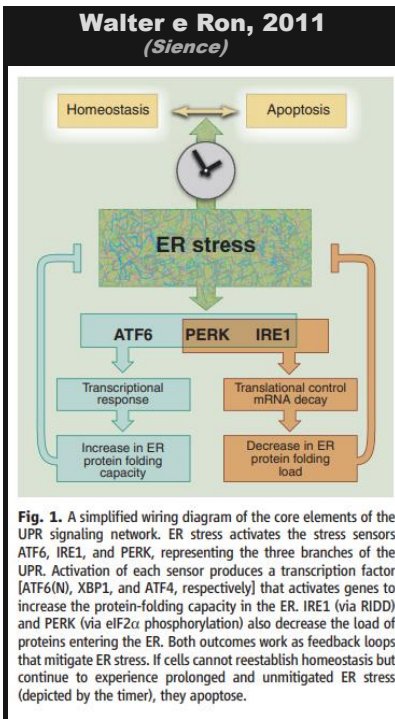 Walter e Ron, 2011
(Sience)
Homeostasis
Apoptosis
ER stress
ATF6 PERK IRE1
Transcriptional
response
Translational control
mRNA decay
Increase in ER
protein folding
capacity
Decrease in ER
protein folding
load
Fig. 1. A simplified wiring diagram of the core elements of the
UPR signaling network. ER stress activates the stress sensors
ATF6, IRE1, and PERK, representing the three branches of the
UPR. Activation of each sensor produces a transcription factor
[ATF6(N), XBP1, and ATF4, respectively] that activates genes to
increase the protein-folding capacity in the ER. IRE1 (via RIDD)
and PERK (via eIF2α phosphorylation) also decrease the load of
proteins entering the ER. Both outcomes work as feedback loops
that mitigate ER stress. If cells cannot reestablish homeostasis but
continue to experience prolonged and unmitigated ER stress
(depicted by the timer), they apoptose.